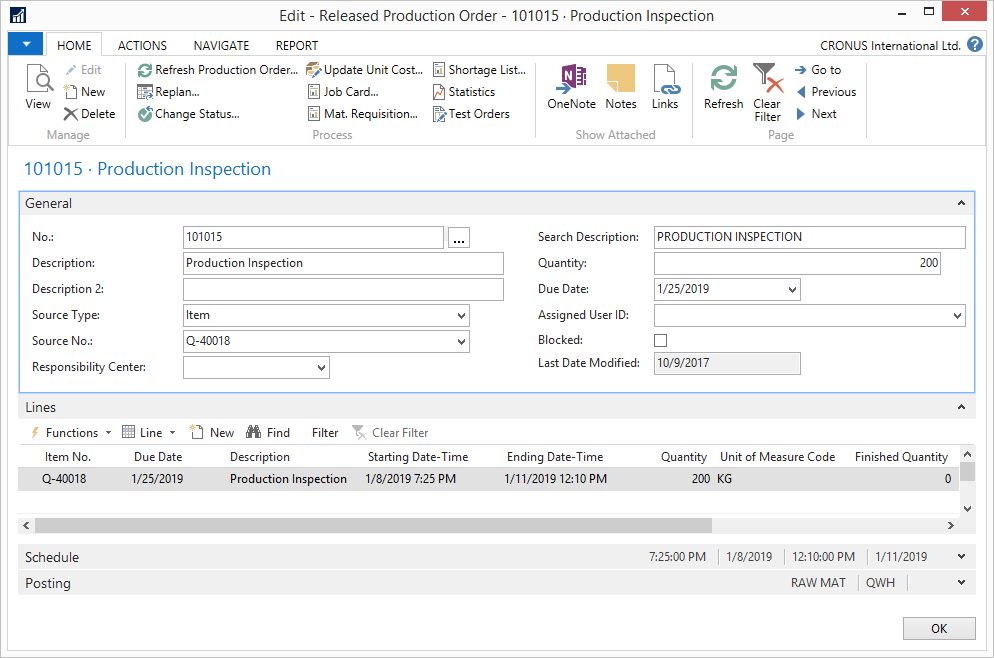 Edit - Released Production Order - 101015 · Production Inspection
HOME ACTIONS NAVIGATE REPORT CRONUS International Ltd. ?
View Edit New Delete
Manage
Refresh Production Order... Update Unit Cost... Shortage List...
Replan... Job Card... Statistics
Change Status... Mat. Requisition... Test Orders
Process
OneNote Notes Links
Show Attached
Refresh Clear Filter Go to Previous Next
Page
101015 · Production Inspection
General
No.: 101015 ...
Description: Production Inspection
Description 2:
Source Type: Item
Source No.: Q-40018
Responsibility Center:
Search Description: PRODUCTION INSPECTION
Quantity: 200
Due Date: 1/25/2019
Assigned User ID:
Blocked:
Last Date Modified: 10/9/2017
Lines
Functions Line New Find Filter Clear Filter
Item No. Due Date Description Starting Date-Time Ending Date-Time Quantity Unit of Measure Code Finished Quantity
Q-40018 1/25/2019 Production Inspection 1/8/2019 7:25 PM 1/11/2019 12:10 PM 200 KG 0
Schedule 7:25:00 PM 1/8/2019 12:10:00 PM 1/11/2019
Posting RAW MAT QWH
OK